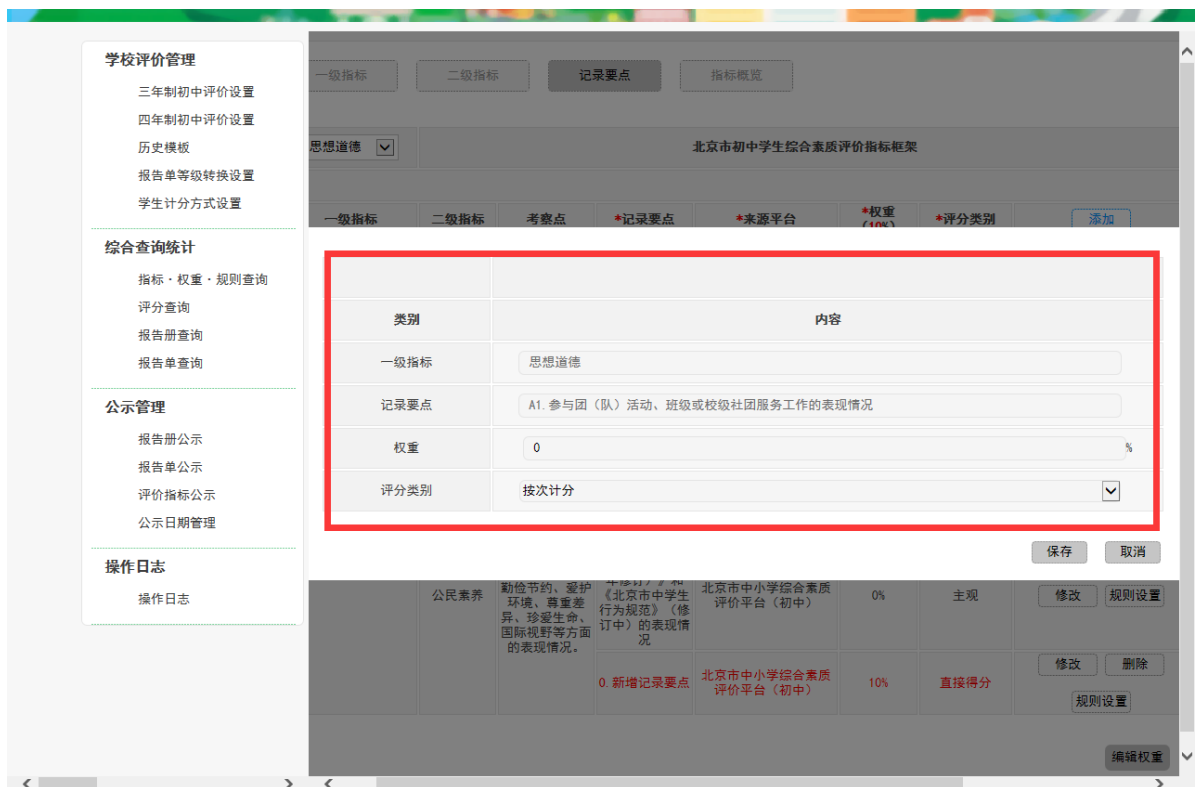 学校评价管理
三年制初中评价设置
四年制初中评价设置
历史模板
报告单等级转换设置
学生计分方式设置
综合查询统计
指标·权重·规则查询
评分查询
报告册查询
报告单查询
公示管理
报告册公示
报告单公示
评价指标公示
公示日期管理
操作日志
操作日志
一级指标 二级指标 记录要点 指标概览
思想道德 北京市初中学生综合素质评价指标框架
一级指标 二级指标 考察点 *记录要点 *来源平台 *权重 *评分类别 添加
(10%)
类别 内容
一级指标 思想道德
记录要点 A1.参与团（队）活动、班级或校级社团服务工作的表现情况
权重 0 %
评分类别 按次计分
保存 取消
公民素养
勤俭节约、爱护
环境、尊重差
异、珍爱生命、
国际视野等方面
的表现情况。
年修订）》和
《北京市中学生
行为规范》（修
订中）的表现情
况
北京市中小学综合素质
评价平台（初中）
0% 主观 修改 规则设置
0.新增记录要点
北京市中小学综合素质
评价平台（初中）
10% 直接得分 修改 删除
规则设置
编辑权重